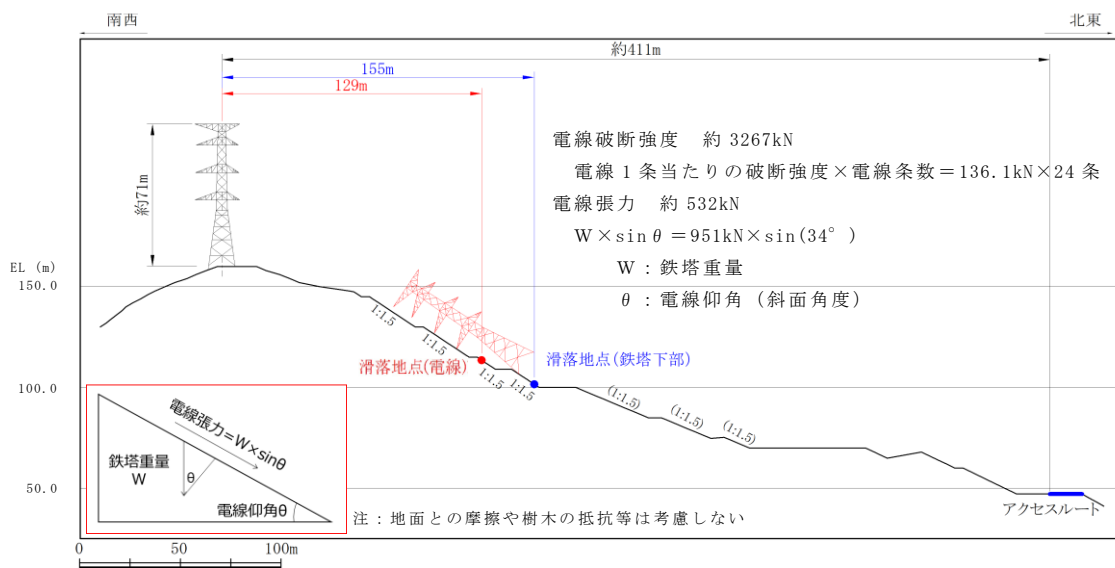 南西
北東
約411m
155m
129m
電線破断強度 約 3267kN
電線 1 条当たりの破断強度×電線条数＝136.1kN×24 条
電線張力 約 532kN
W×sin θ＝951kN×sin(34° )
W：鉄塔重量
θ：電線仰角 (斜面角度)
約71m
EL (m)
150.0
1:1.5
1:1.5
滑落地点(電線)
滑落地点(鉄塔下部)
1:1.5
1:1.5
100.0
(1:1.5)
(1:1.5)
(1:1.5)
電線張力＝W×sinθ
鉄塔重量
W
θ
電線仰角θ
50.0
アクセスルート
注：地面との摩擦や樹木の抵抗等は考慮しない
0
50
100m